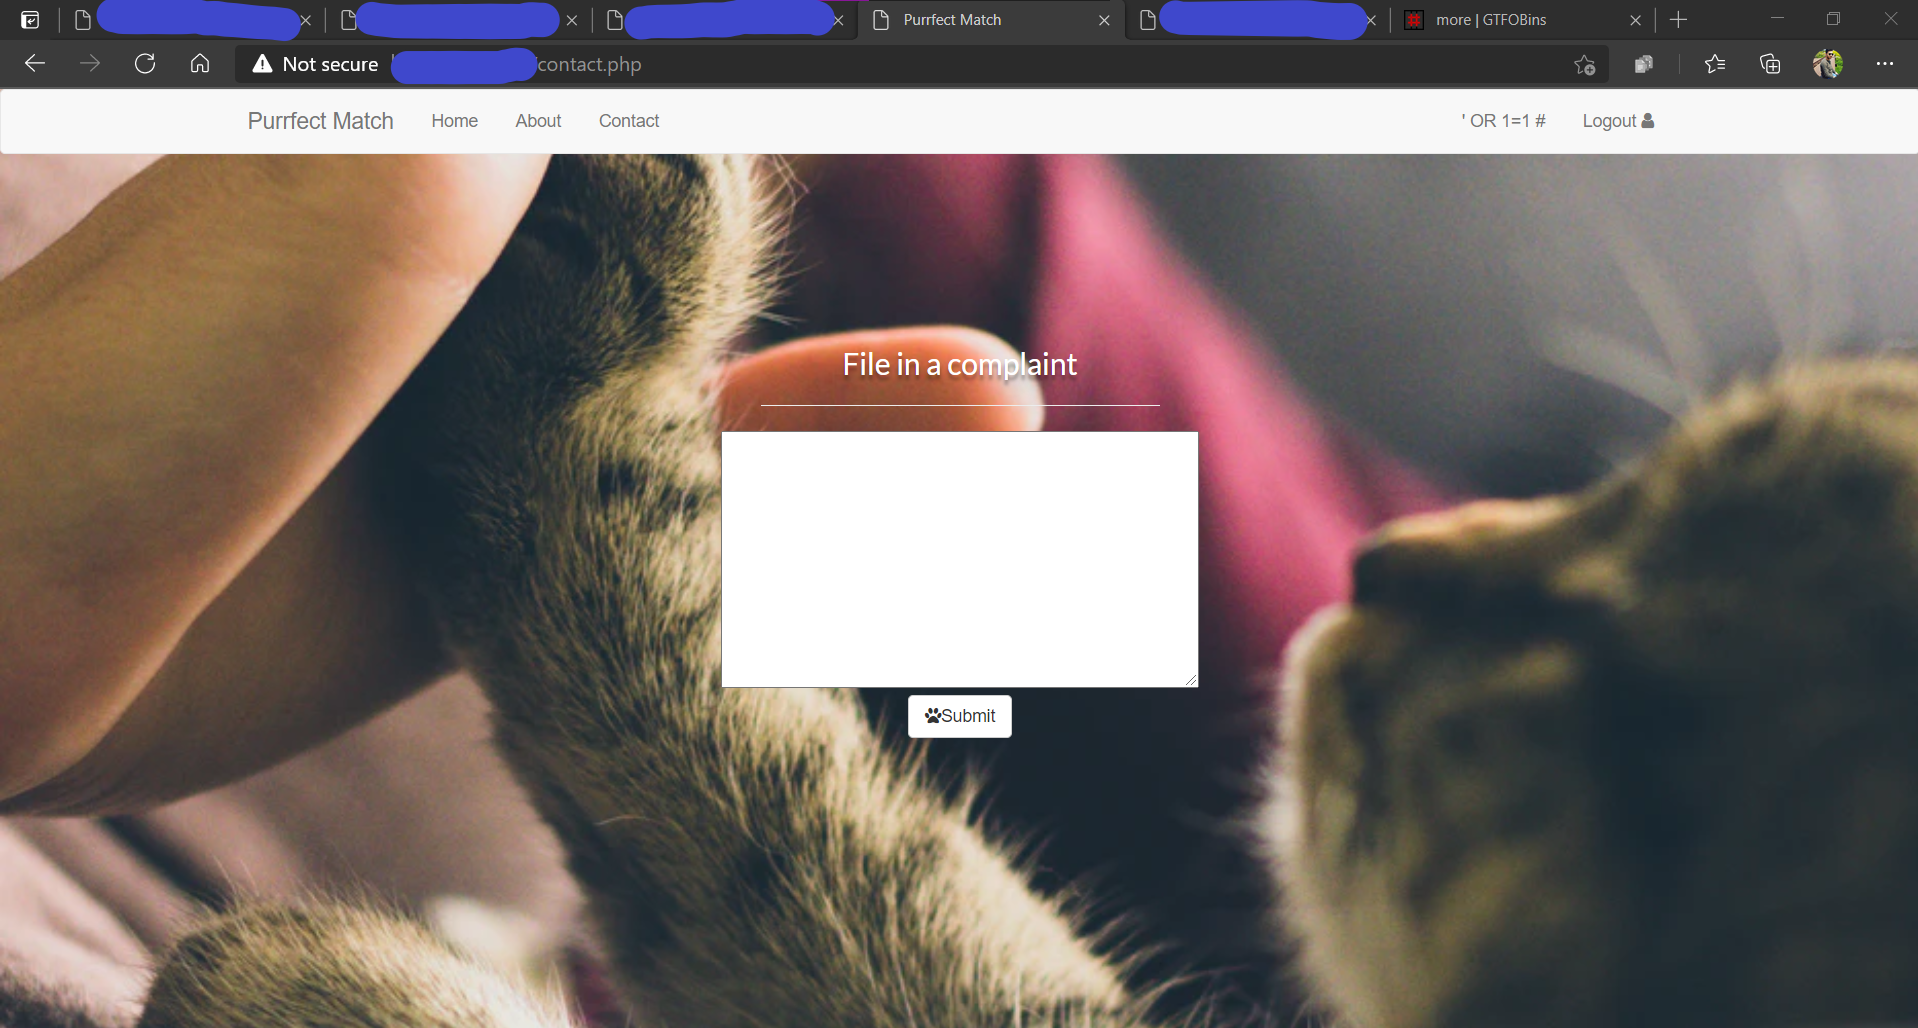 Purrfect Match
more | GTFOBins
Not secure
contact.php
Purrfect Match Home About Contact ' OR 1=1 # Logout
File in a complaint
Submit